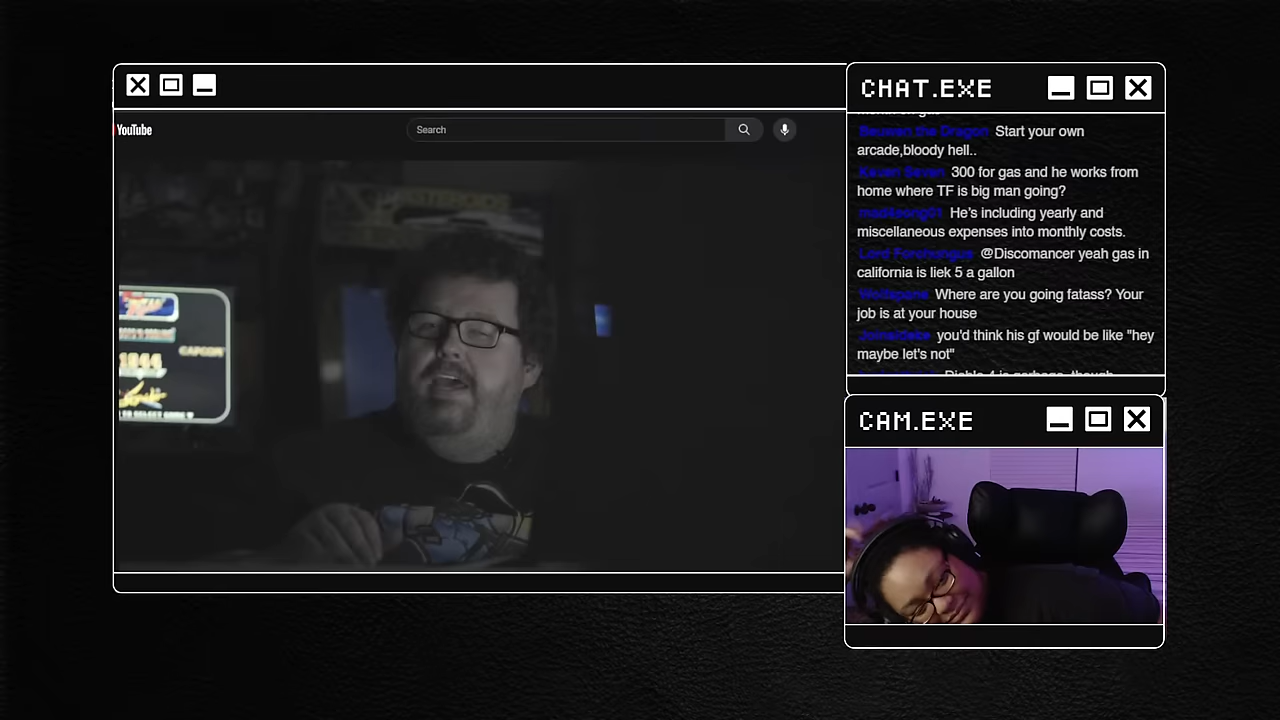 YouTube
Search
ASTEROIDS
CAPCOM
1944
CHAT.EXE
Start your own
arcade,bloody hell..
300 for gas and he works from
home where TF is big man going?
He's including yearly and
miscellaneous expenses into monthly costs.
@Discomancer yeah gas in
california is liek 5 a gallon
Where are you going fatass? Your
job is at your house
you'd think his gf would be like "hey
maybe let's not"
CAM.EXE